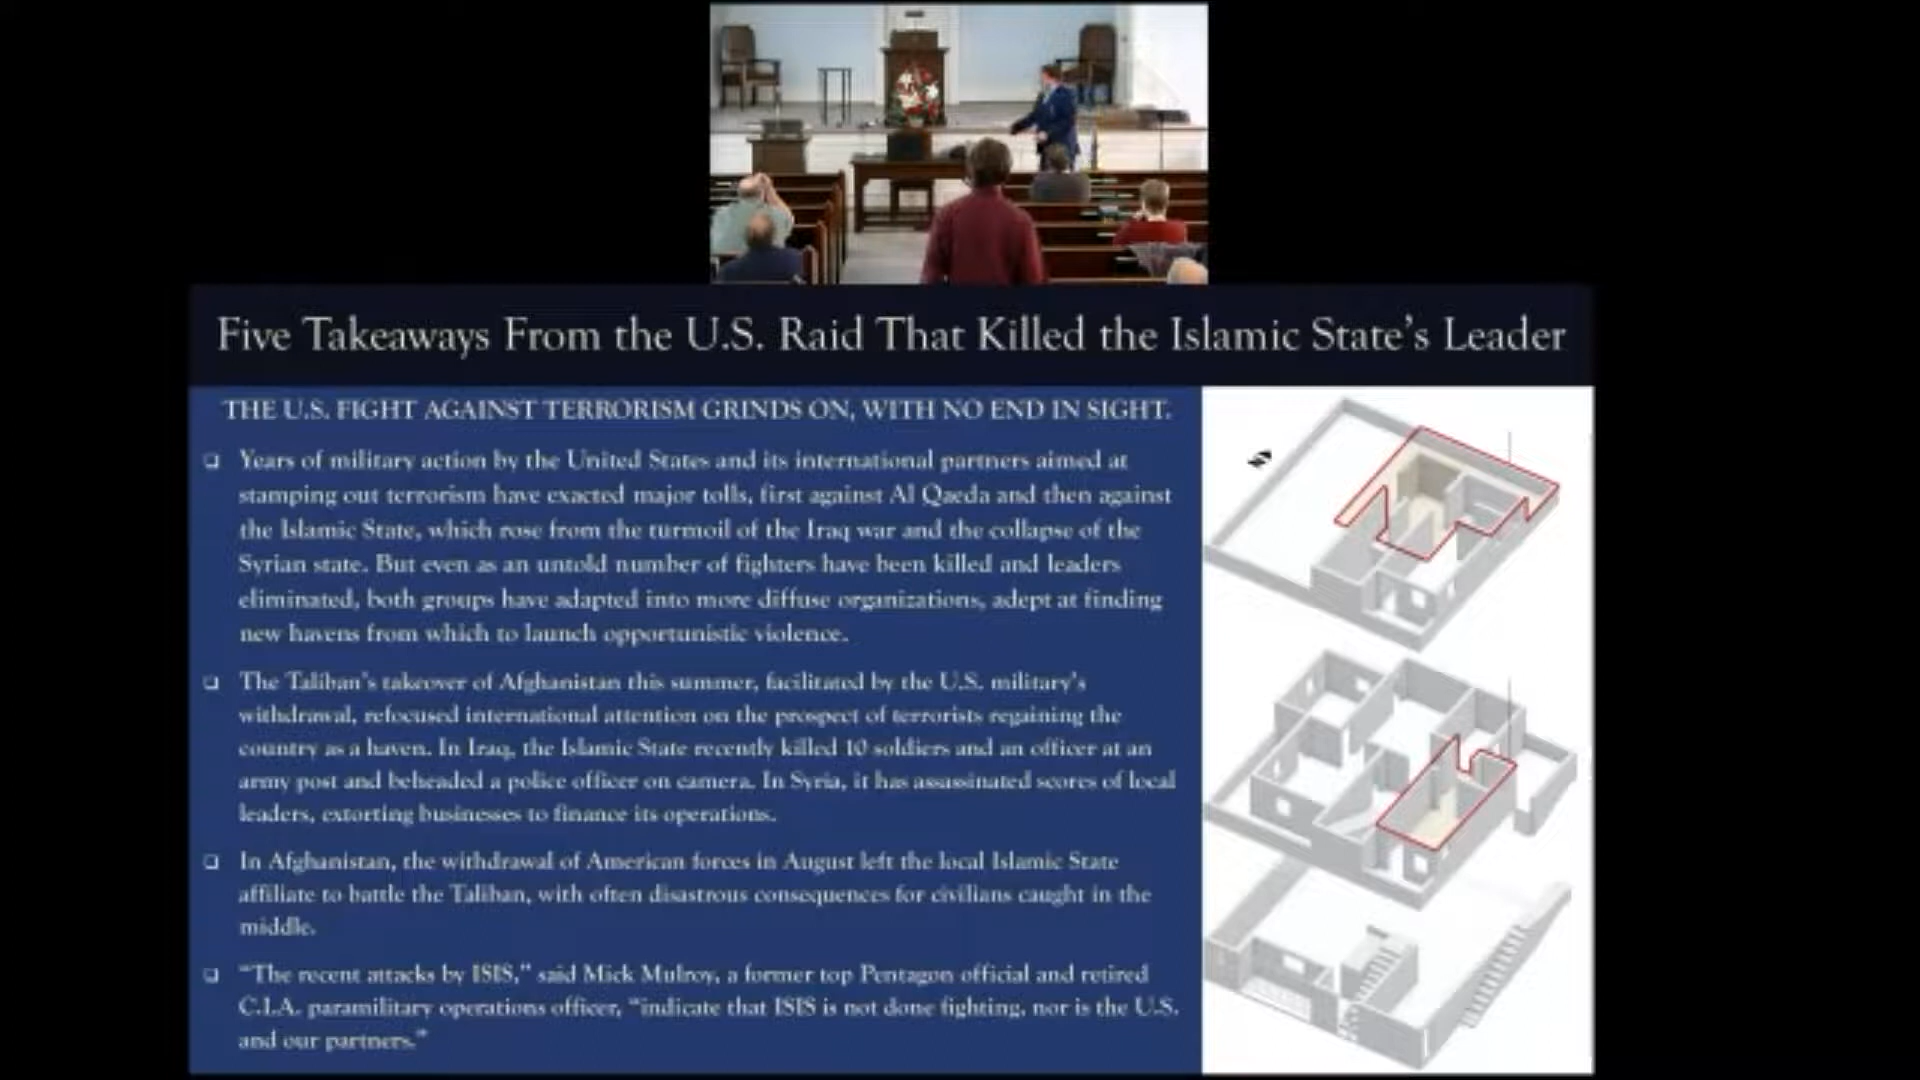 Five Takeaways From the U.S. Raid That Killed the Islamic State’s Leader
THE U.S. FIGHT AGAINST TERRORISM GRINDS ON, WITH NO END IN SIGHT.
❑ Years of military action by the United States and its international partners aimed at
stamping out terrorism have exacted major tolls, first against Al Qaeda and then against
the Islamic State, which rose from the turmoil of the Iraq war and the collapse of the
Syrian state. But even as an untold number of fighters have been killed and leaders
eliminated, both groups have adapted into more diffuse organizations, adept at finding
new havens from which to launch opportunistic violence.
❑ The Taliban’s takeover of Afghanistan this summer, facilitated by the U.S. military’s
withdrawal, refocused international attention on the prospect of terrorists regaining the
country as a haven. In Iraq, the Islamic State recently killed 10 soldiers and an officer at an
army post and beheaded a police officer on camera. In Syria, it has assassinated scores of local
leaders, extorting businesses to finance its operations.
❑ In Afghanistan, the withdrawal of American forces in August left the local Islamic State
affiliate to battle the Taliban, with often disastrous consequences for civilians caught in the
middle.
❑ “The recent attacks by ISIS,” said Mick Mulroy, a former top Pentagon official and retired
C.I.A. paramilitary operations officer, “indicate that ISIS is not done fighting, nor is the U.S.
and our partners.”